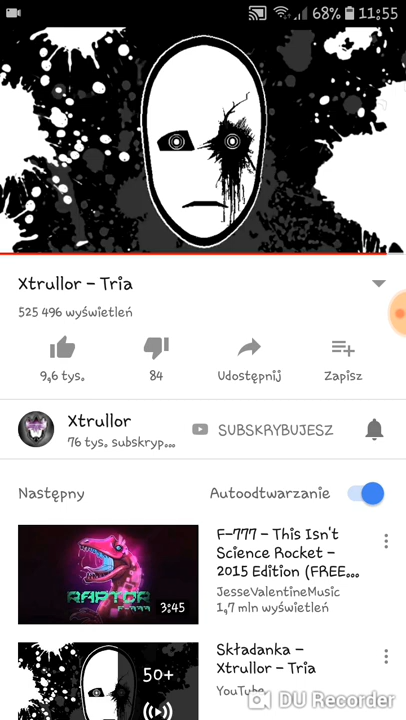 68% 11:55
Xtrullor – Tria
525 496 wyświetleń
9,6 tys.
84
Udostępnij
Zapisz
Xtrullor
76 tys. subskryp...
SUBSKRYBUJESZ
Następny
Autoodtwarzanie
RAPTOR
F-777
3:45
F-777 – This Isn't
Science Rocket –
2015 Edition (FREE...
JesseValentineMusic
1,7 mln wyświetleń
50+
Składanka –
Xtrullor – Tria
YouTube
DU Recorder